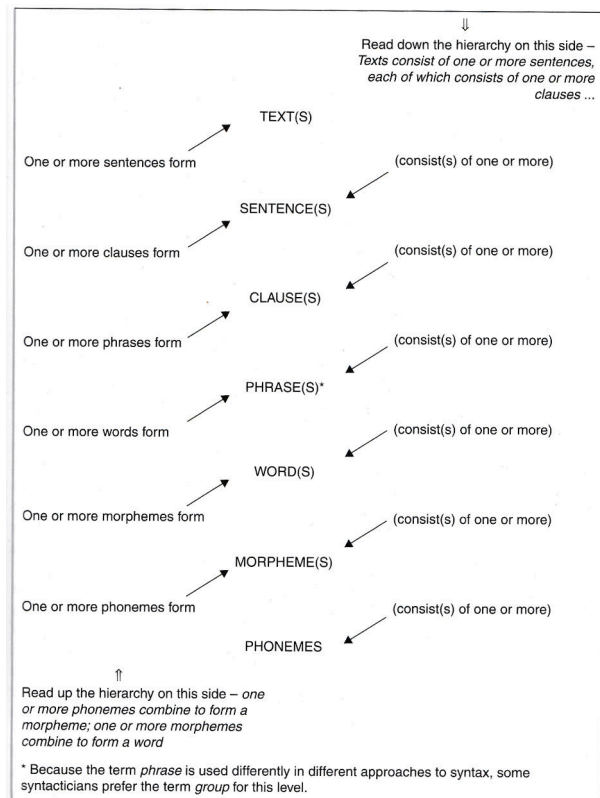 ⇓
Read down the hierarchy on this side –
Texts consist of one or more sentences,
each of which consists of one or more
clauses ...
TEXT(S)
One or more sentences form
(consist(s) of one or more)
SENTENCE(S)
One or more clauses form
(consist(s) of one or more)
CLAUSE(S)
One or more phrases form
(consist(s) of one or more)
PHRASE(S)*
One or more words form
(consist(s) of one or more)
WORD(S)
One or more morphemes form
(consist(s) of one or more)
MORPHEME(S)
One or more phonemes form
(consist(s) of one or more)
PHONEMES
⇑
Read up the hierarchy on this side – one
or more phonemes combine to form a
morpheme; one or more morphemes
combine to form a word
* Because the term phrase is used differently in different approaches to syntax, some
syntacticians prefer the term group for this level.